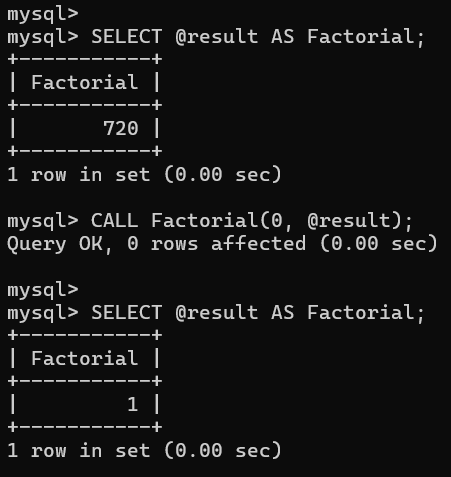 mysql>
mysql> SELECT @result AS Factorial;
+-----------+
| Factorial |
+-----------+
|       720 |
+-----------+
1 row in set (0.00 sec)

mysql> CALL Factorial(0, @result);
Query OK, 0 rows affected (0.00 sec)

mysql>
mysql> SELECT @result AS Factorial;
+-----------+
| Factorial |
+-----------+
|         1 |
+-----------+
1 row in set (0.00 sec)